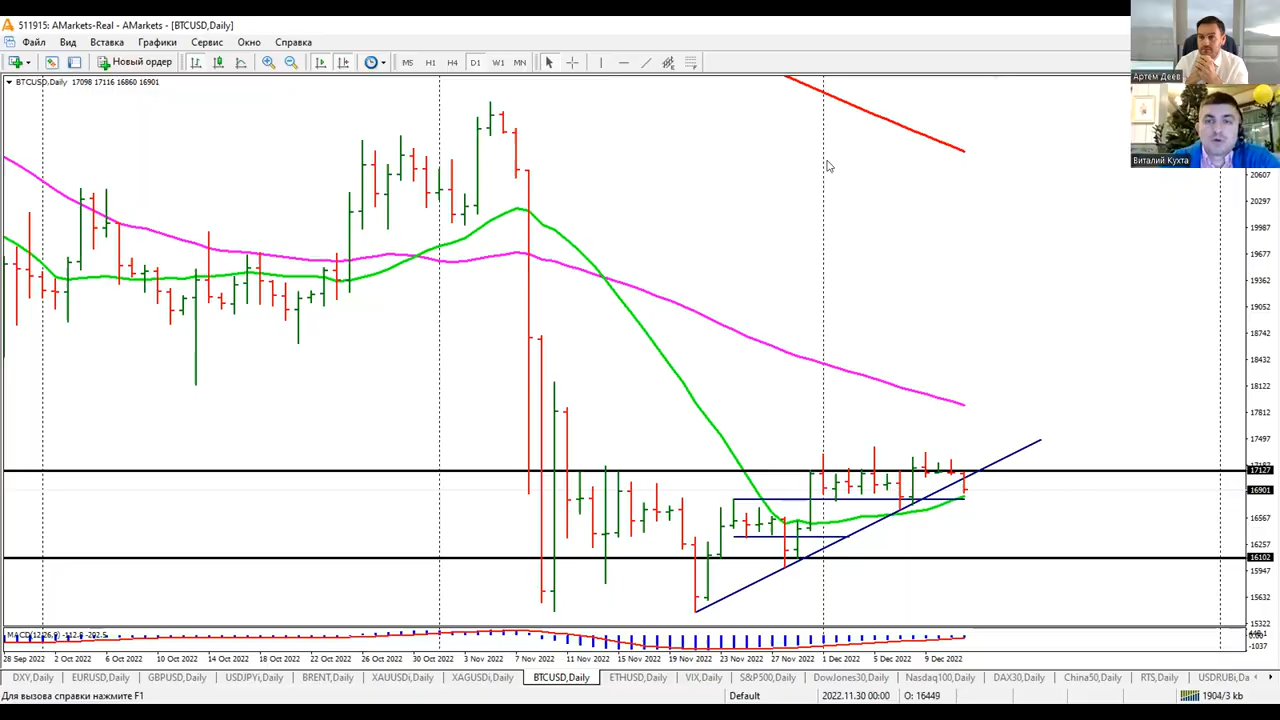 511915: AMarkets-Real - AMarkets - [BTCUSD,Daily]
Файл Вид Вставка Графики Сервис Окно Справка
Новый ордер M5 H1 H4 D1 W1 MN
BTCUSD,Daily 17098 17116 16860 16901
Артем Деев
Виталий Кухта
20607
20297
19987
19677
19362
19052
18742
18432
18122
17812
17497
17127
16901
16567
16257
16102
15947
15632
15322
-1037
28 Sep 2022 2 Oct 2022 6 Oct 2022 10 Oct 2022 14 Oct 2022 18 Oct 2022 22 Oct 2022 26 Oct 2022 30 Oct 2022 3 Nov 2022 7 Nov 2022 11 Nov 2022 15 Nov 2022 19 Nov 2022 23 Nov 2022 27 Nov 2022 1 Dec 2022 5 Dec 2022 9 Dec 2022
DXY,Daily EURUSD,Daily GBPUSD,Daily USDJPY,Daily BRENT,Daily XAUUSDi,Daily XAGUSDi,Daily BTCUSD,Daily ETHUSD,Daily VIX,Daily S&P500,Daily DowJones30,Daily Nasdaq100,Daily DAX30,Daily China50,Daily RTS,Daily USDRUBi,Da
Для вызова справки нажмите F1 Default 2022.11.30 00:00 O: 16449 1904/3 kb